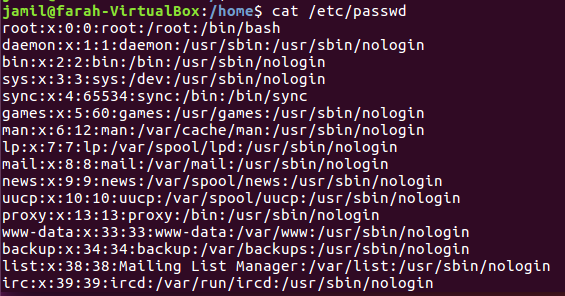 jamil@farah-VirtualBox:/home$ cat /etc/passwd
root:x:0:0:root:/root:/bin/bash
daemon:x:1:1:daemon:/usr/sbin:/usr/sbin/nologin
bin:x:2:2:bin:/bin:/usr/sbin/nologin
sys:x:3:3:sys:/dev:/usr/sbin/nologin
sync:x:4:65534:sync:/bin:/bin/sync
games:x:5:60:games:/usr/games:/usr/sbin/nologin
man:x:6:12:man:/var/cache/man:/usr/sbin/nologin
lp:x:7:7:lp:/var/spool/lpd:/usr/sbin/nologin
mail:x:8:8:mail:/var/mail:/usr/sbin/nologin
news:x:9:9:news:/var/spool/news:/usr/sbin/nologin
uucp:x:10:10:uucp:/var/spool/uucp:/usr/sbin/nologin
proxy:x:13:13:proxy:/bin:/usr/sbin/nologin
www-data:x:33:33:www-data:/var/www:/usr/sbin/nologin
backup:x:34:34:backup:/var/backups:/usr/sbin/nologin
list:x:38:38:Mailing List Manager:/var/list:/usr/sbin/nologin
irc:x:39:39:ircd:/var/run/ircd:/usr/sbin/nologin